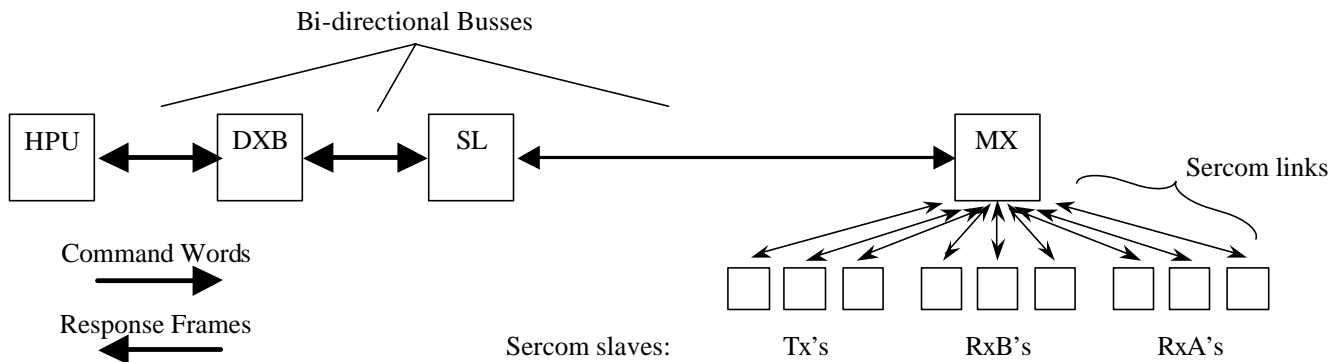 Bi-directional Busses
HPU
DXB
SL
MX
Sercom links
Command Words
Response Frames
Sercom slaves:
Tx's
RxB's
RxA's